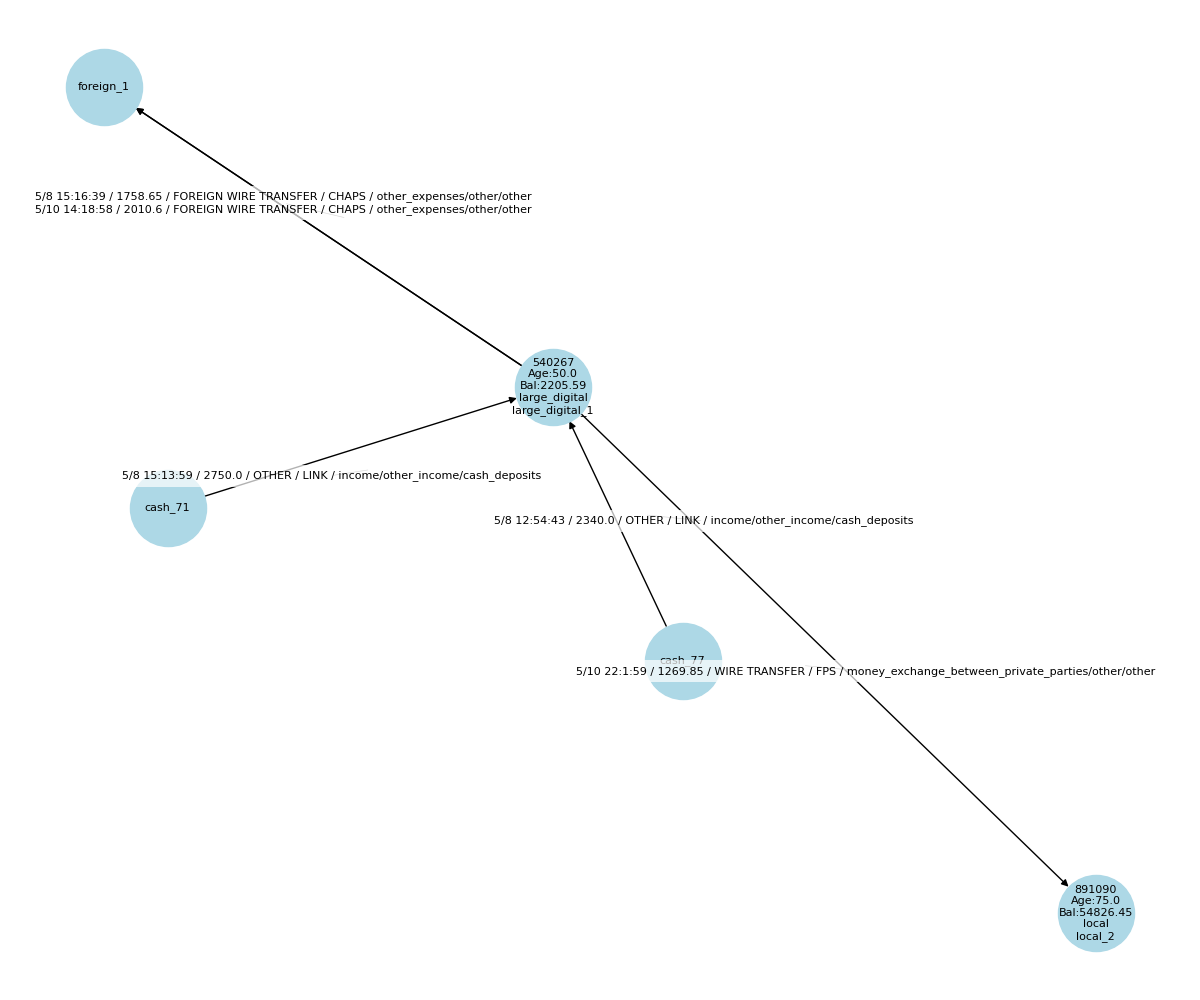 foreign_1
5/8 15:16:39 / 1758.65 / FOREIGN WIRE TRANSFER / CHAPS / other_expenses/other/other
5/10 14:18:58 / 2010.6 / FOREIGN WIRE TRANSFER / CHAPS / other_expenses/other/other
540267
Age:50.0
Bal:2205.59
large_digital
large_digital_1
5/8 15:13:59 / 2750.0 / OTHER / LINK / income/other_income/cash_deposits
cash_71
5/8 12:54:43 / 2340.0 / OTHER / LINK / income/other_income/cash_deposits
cash_77
5/10 22:1:59 / 1269.85 / WIRE TRANSFER / FPS / money_exchange_between_private_parties/other/other
891090
Age:75.0
Bal:54826.45
local
local_2